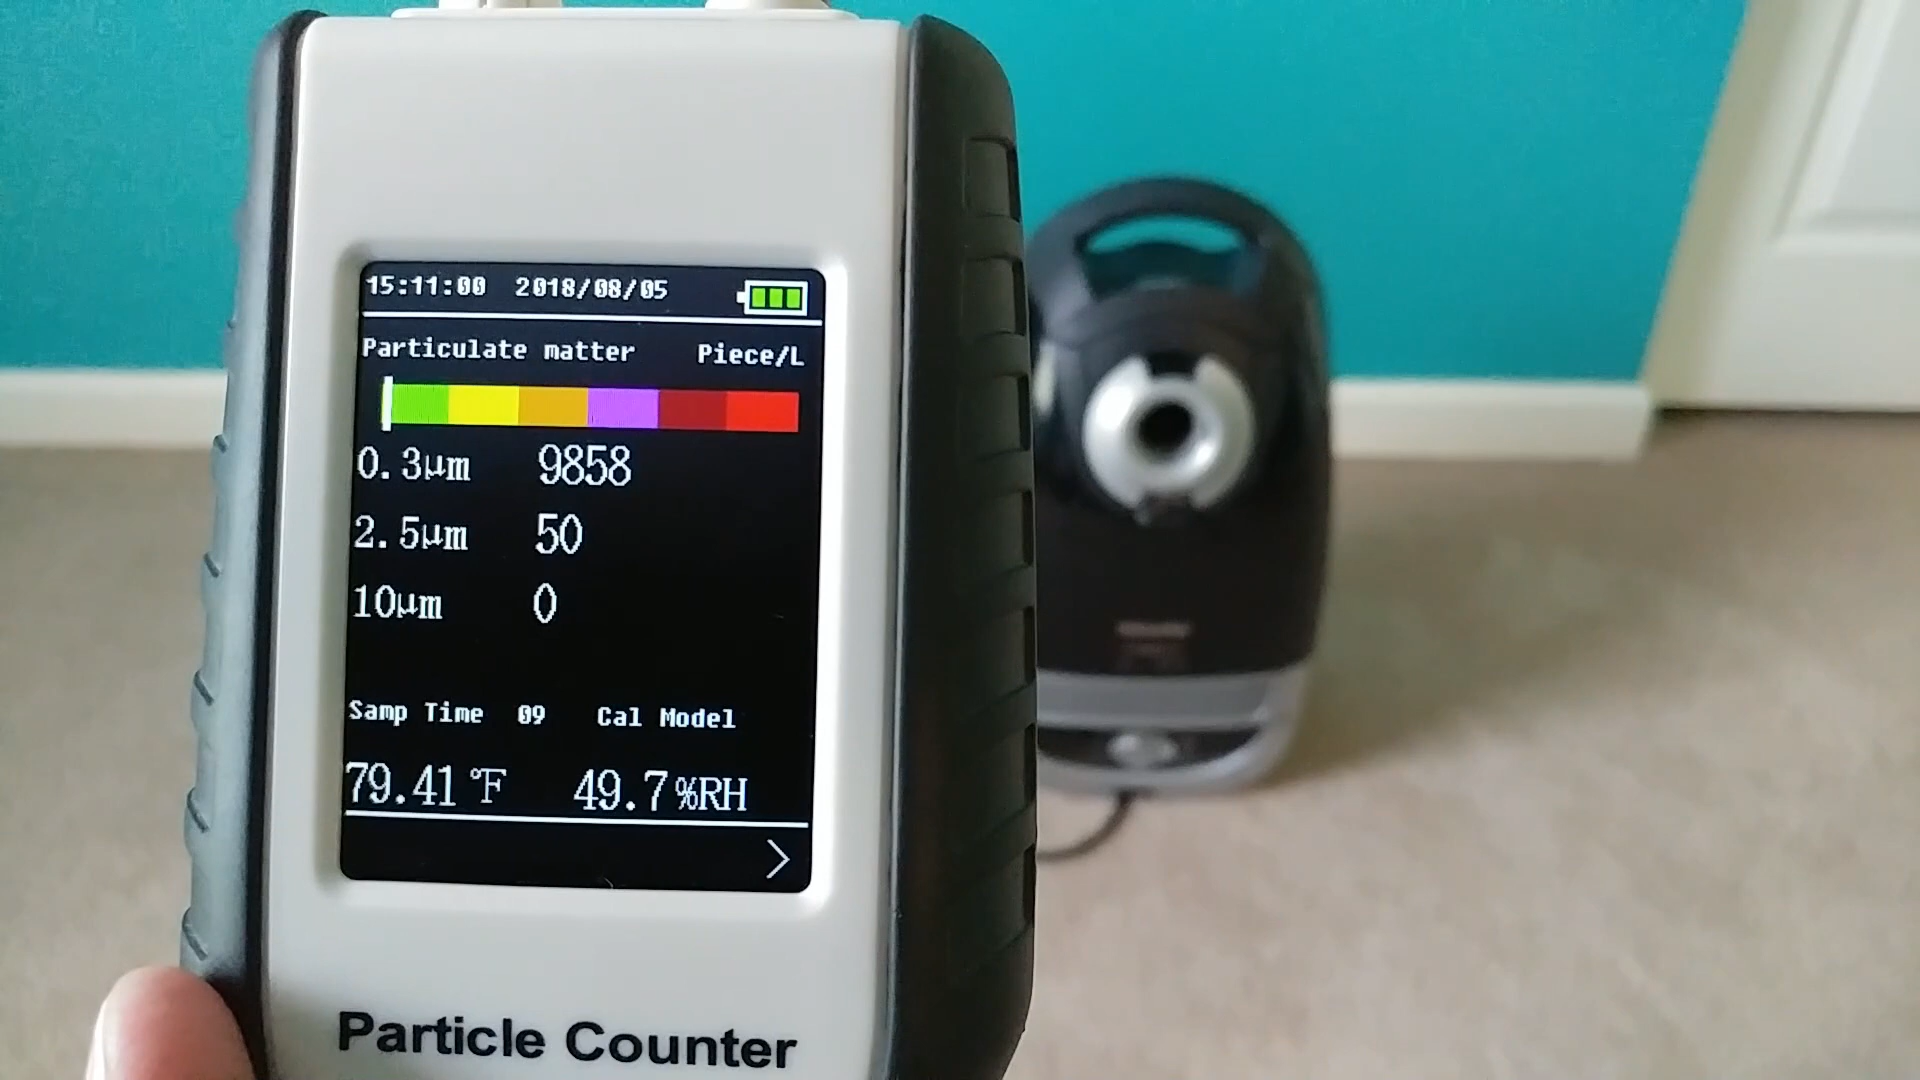 15:11:00 2018/08/05
Particulate matter Piece/L
0.3μm 9858
2.5μm 50
10μm 0
Samp Time 09 Cal Model
79.41 °F 49.7 %RH
>
Particle Counter